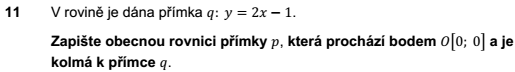 11 V rovině je dána přímka q: y = 2x − 1.
Zapište obecnou rovnici přímky p, která prochází bodem O[0; 0] a je
kolmá k přímce q.